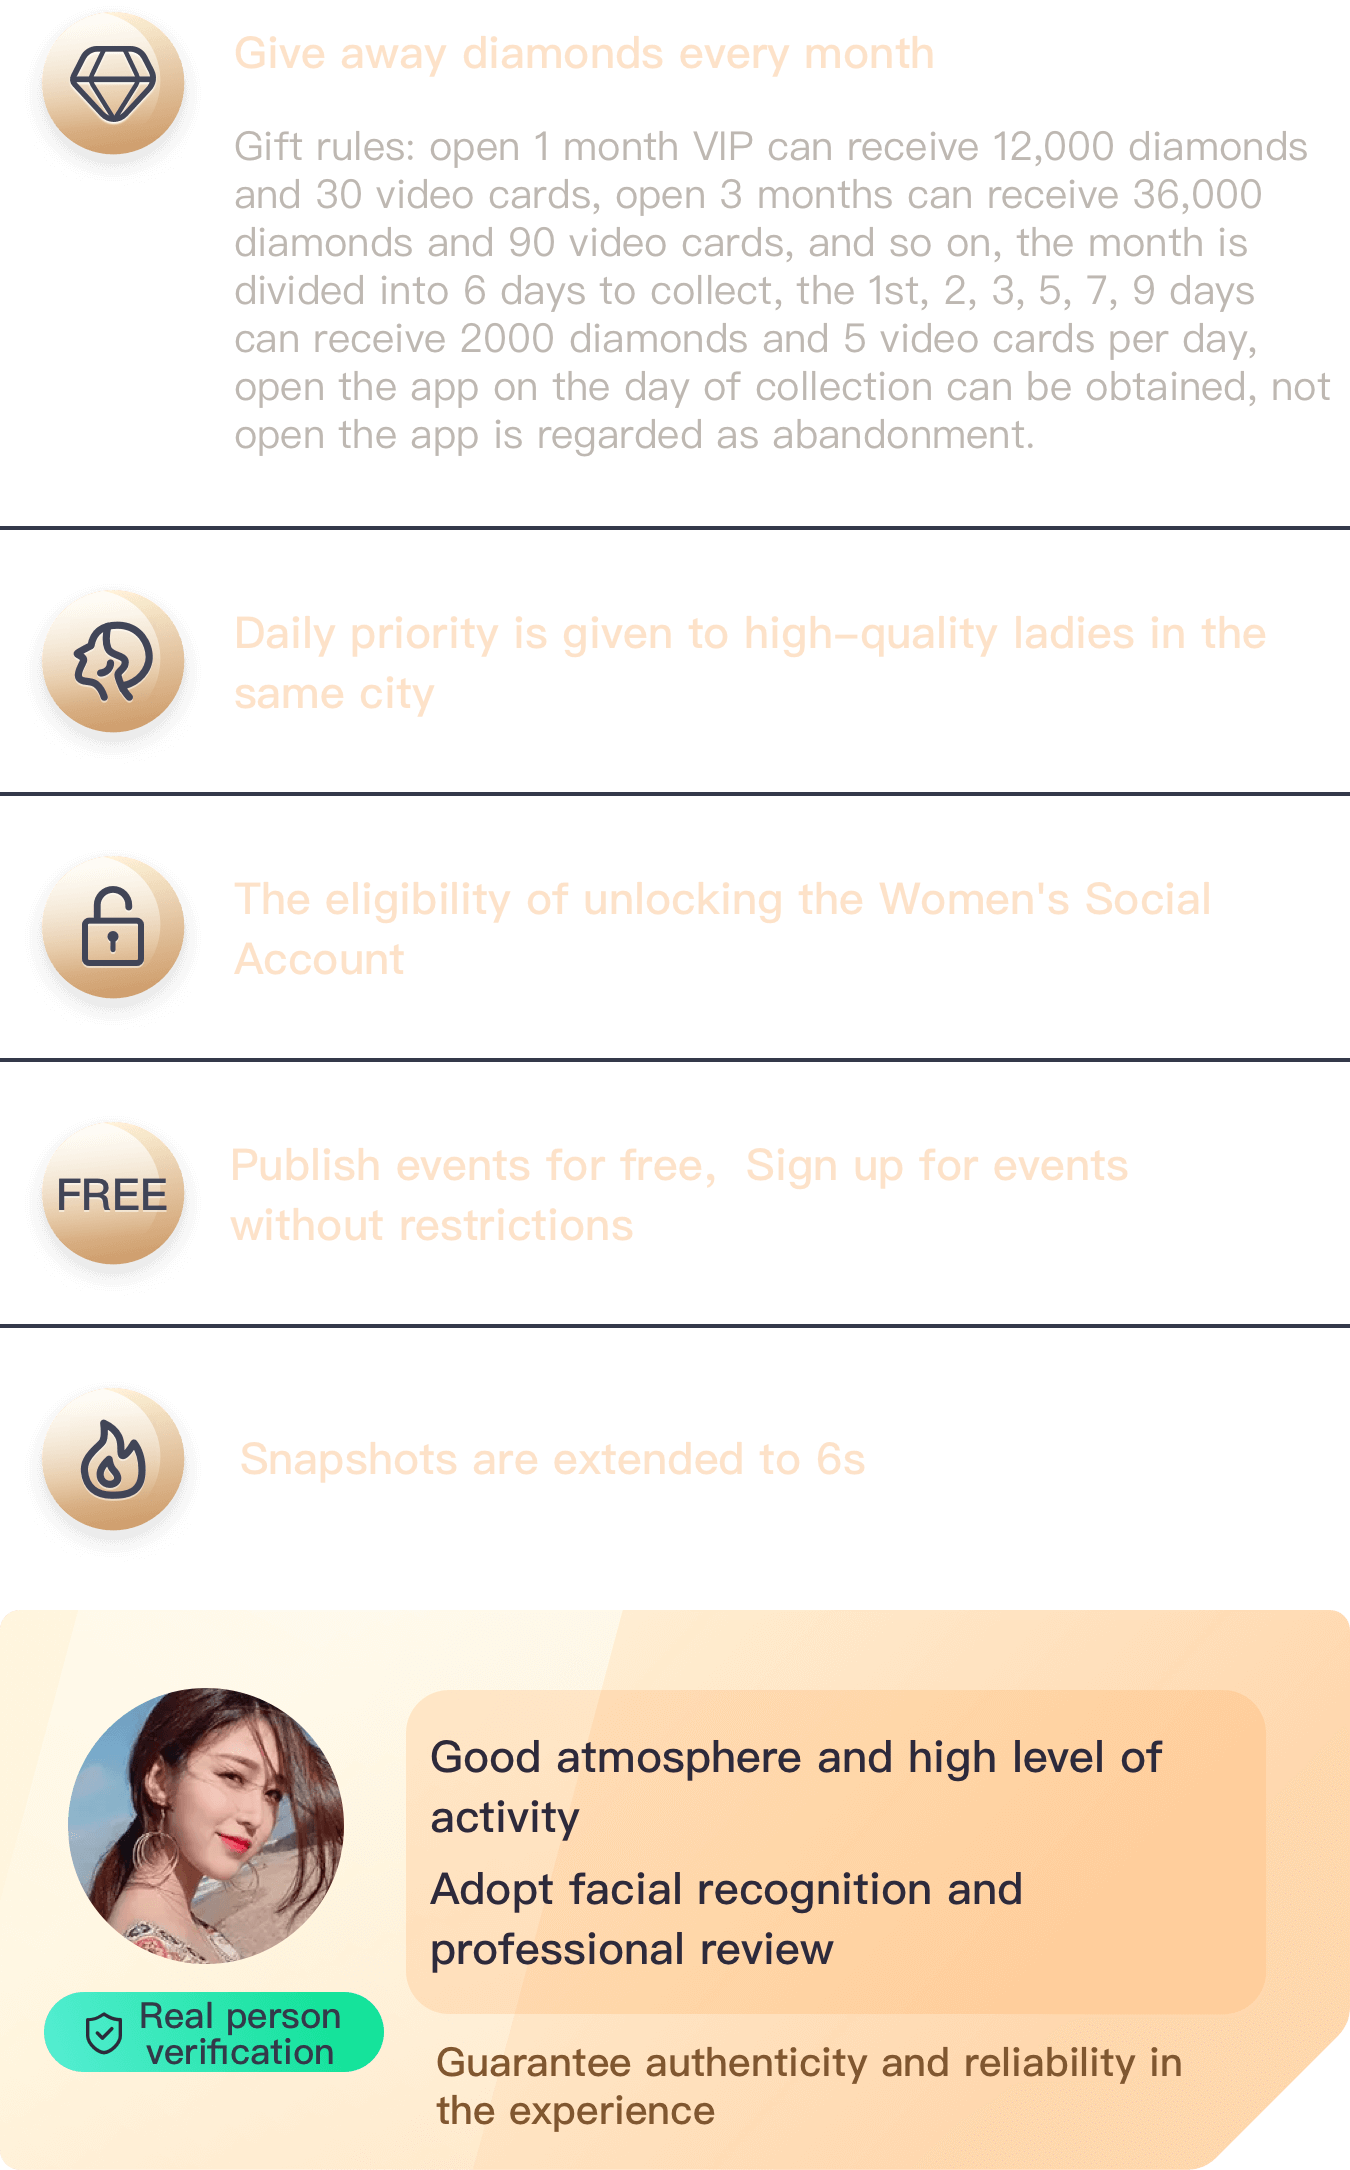 Give away diamonds every month
Gift rules: open 1 month VIP can receive 12,000 diamonds
and 30 video cards, open 3 months can receive 36,000
diamonds and 90 video cards, and so on, the month is
divided into 6 days to collect, the 1st, 2, 3, 5, 7, 9 days
can receive 2000 diamonds and 5 video cards per day,
open the app on the day of collection can be obtained, not
open the app is regarded as abandonment.
Daily priority is given to high–quality ladies in the
same city
The eligibility of unlocking the Women's Social
Account
FREE
Publish events for free，Sign up for events
without restrictions
Snapshots are extended to 6s
Good atmosphere and high level of
activity
Adopt facial recognition and
professional review
Real person
verification
Guarantee authenticity and reliability in
the experience